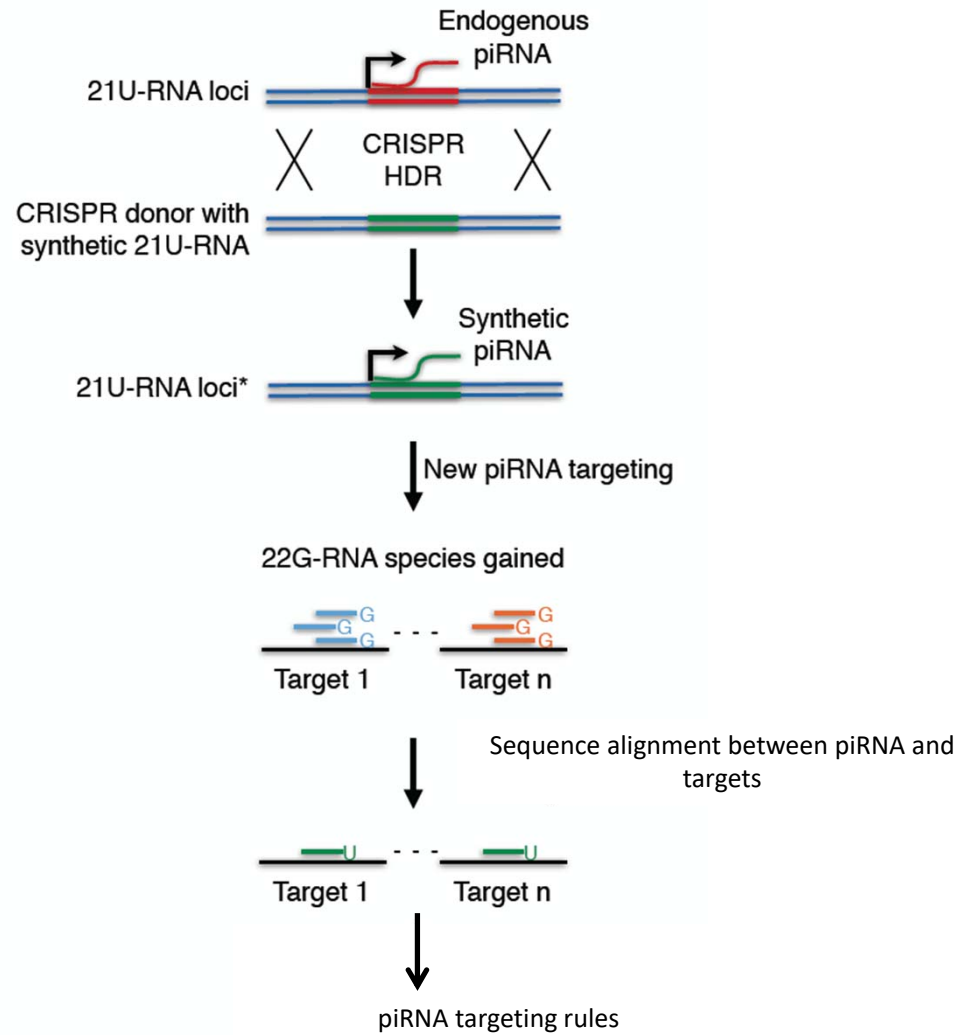 Endogenous
piRNA
21U-RNA loci
CRISPR
HDR
CRISPR donor with
synthetic 21U-RNA
Synthetic
piRNA
21U-RNA loci*
New piRNA targeting
22G-RNA species gained
G G
G - - - G
G G
Target 1 Target n
Sequence alignment between piRNA and
targets
U - - - U
Target 1 Target n
piRNA targeting rules